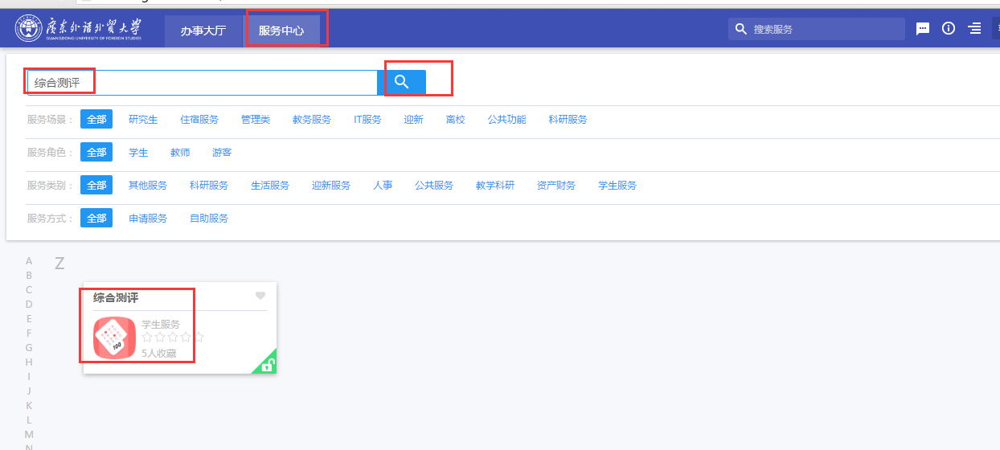 广东外语外贸大学
GUANGDONG UNIVERSITY OF FOREIGN STUDIES
办事大厅
服务中心
搜索服务
综合测评
服务场景： 全部 研究生 住宿服务 管理类 教务服务 IT服务 迎新 离校 公共功能 科研服务
服务角色： 全部 学生 教师 游客
服务类别： 全部 其他服务 科研服务 生活服务 迎新服务 人事 公共服务 教学科研 资产财务 学生服务
服务方式： 全部 申请服务 自助服务
A
B
C
D
E
F
G
H
I
J
K
L
M
N
Z
综合测评
学生服务
100
5人收藏